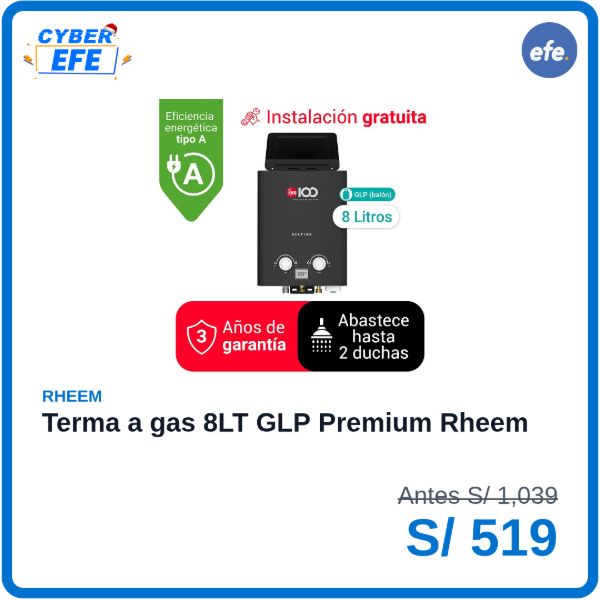 CYBER
EFE
efe.
Eficiencia
energética
tipo A
A
Instalación gratuita
100
GLP (balón)
8 Litros
3
Años de
garantía
Abastece
hasta
2 duchas
RHEEM
Terma a gas 8LT GLP Premium Rheem
Antes S/ 1,039
S/ 519